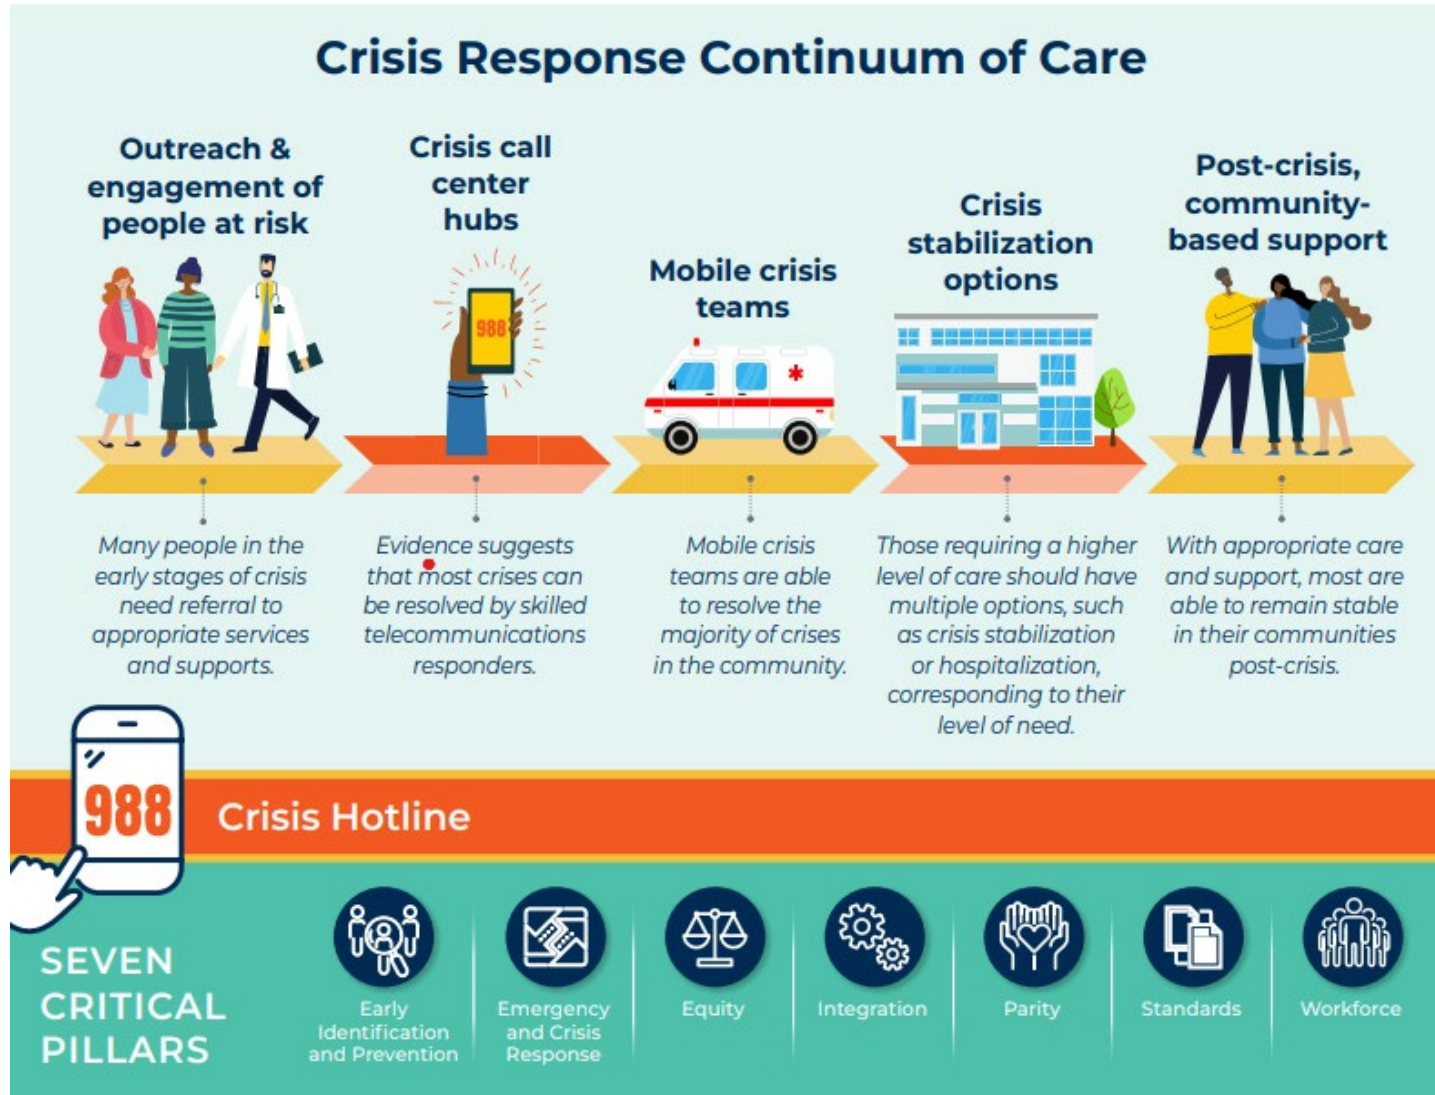 Crisis Response Continuum of Care
Outreach &
engagement of
people at risk
Crisis call
center
hubs
Mobile crisis
teams
Crisis
stabilization
options
Post-crisis,
community-
based support
988
Many people in the
early stages of crisis
need referral to
appropriate services
and supports.
Evidence suggests
that most crises can
be resolved by skilled
telecommunications
responders.
Mobile crisis
teams are able
to resolve the
majority of crises
in the community.
Those requiring a higher
level of care should have
multiple options, such
as crisis stabilization
or hospitalization,
corresponding to their
level of need.
With appropriate care
and support, most are
able to remain stable
in their communities
post-crisis.
988
Crisis Hotline
SEVEN
CRITICAL
PILLARS
Early
Identification
and Prevention
Emergency
and Crisis
Response
Equity
Integration
Parity
Standards
Workforce